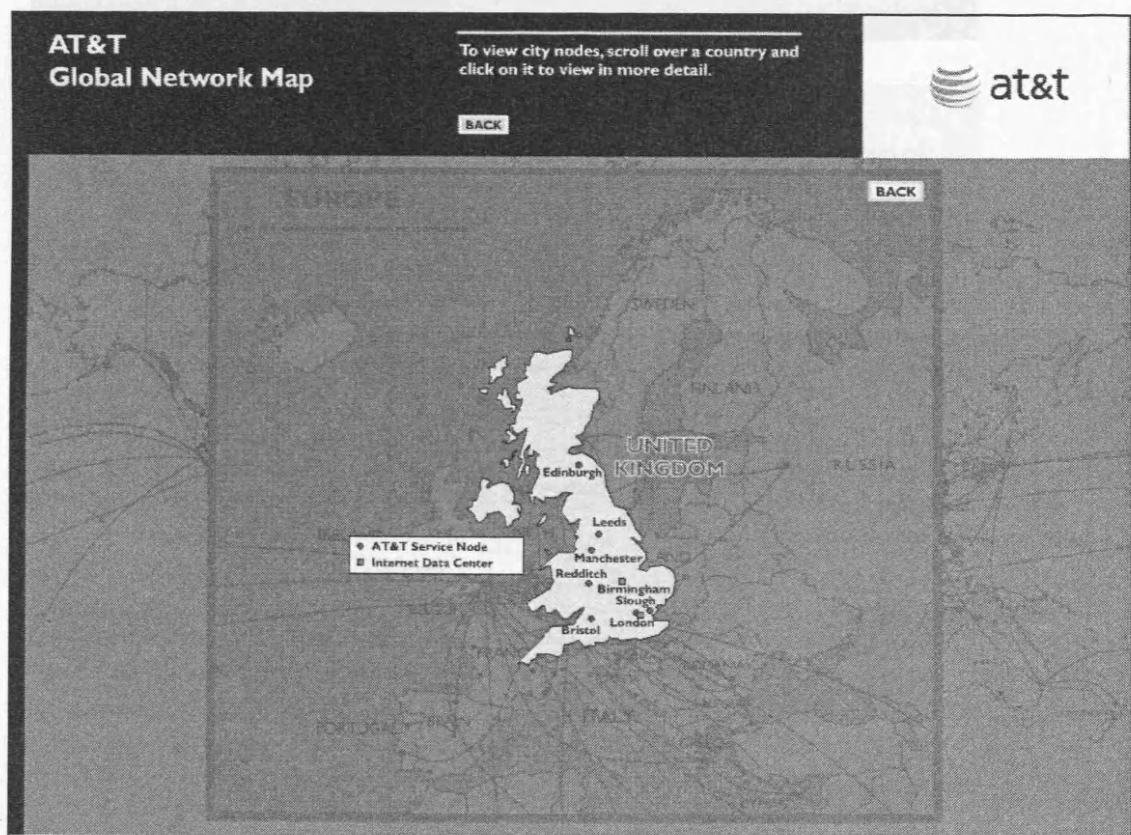 AT&T
Global Network Map
To view city nodes, scroll over a country and
click on it to view in more detail.
BACK
at&t
BACK
EUROPE
SWEDEN
FINLAND
UNITED
KINGDOM
RUSSIA
Edinburgh
Leeds
AT&T Service Node
Internet Data Center
Manchester
Redditch
Birmingham
Slough
London
Bristol
PORTUGAL
SPAIN
ITALY